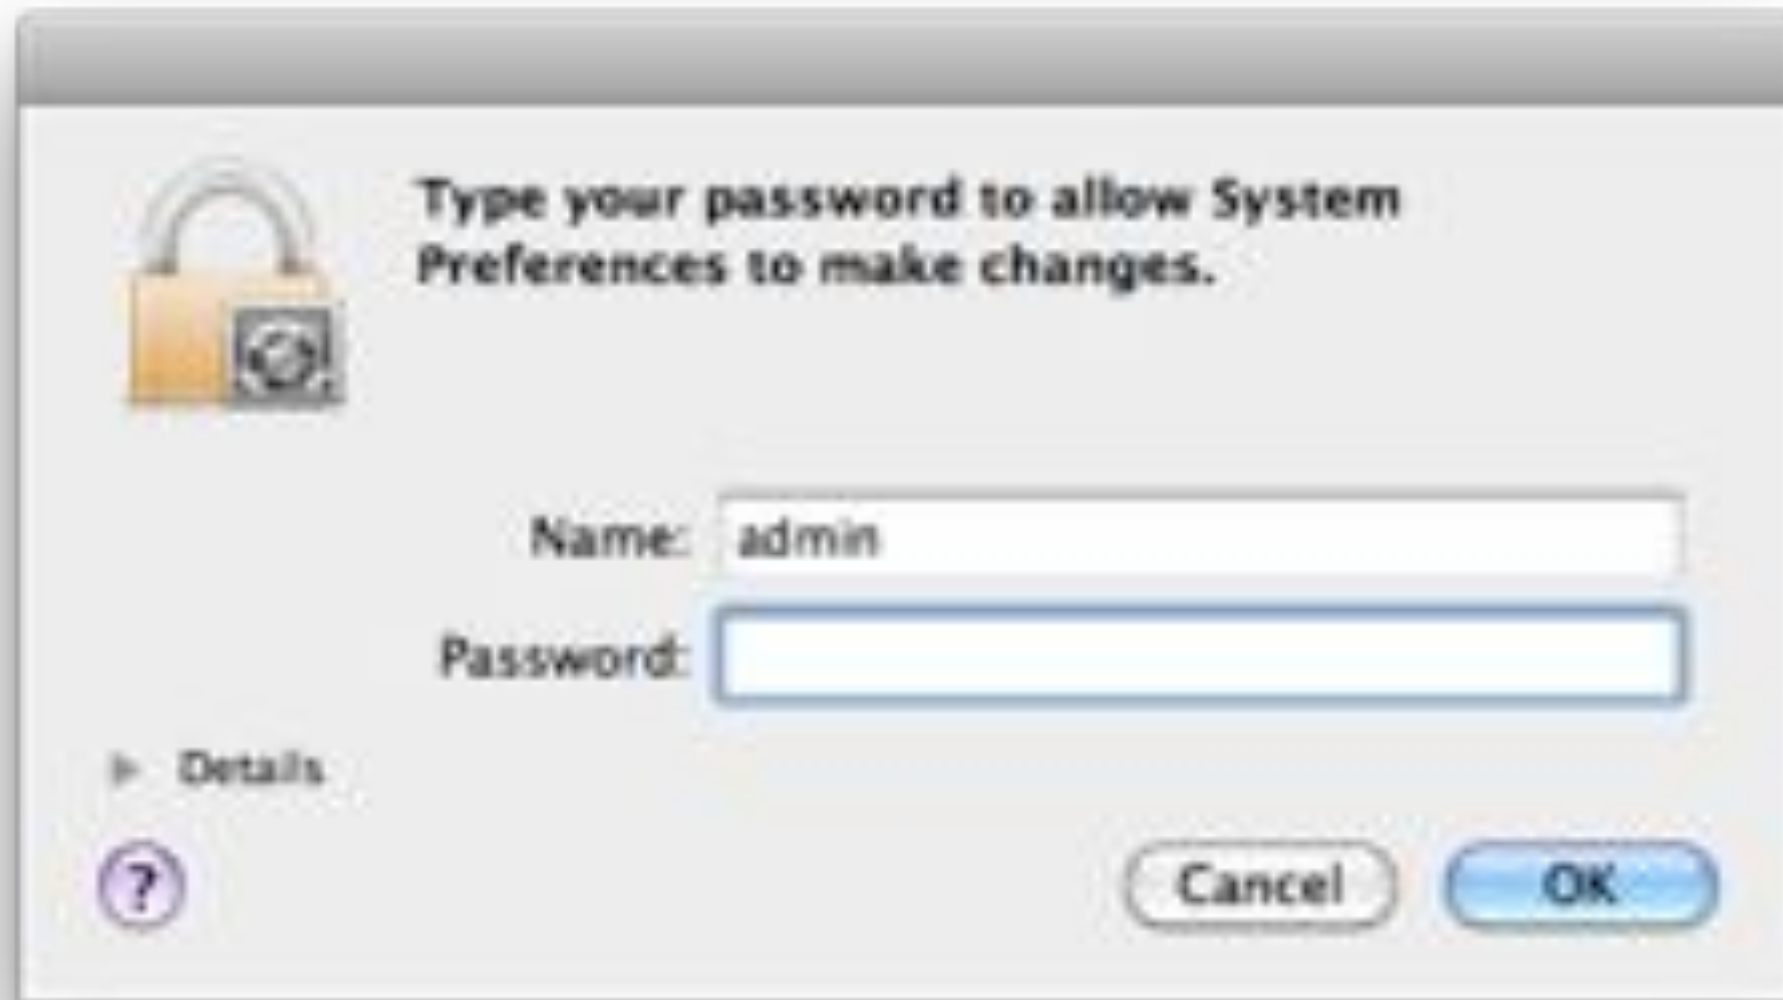 Type your password to allow System
Preferences to make changes.
Name: admin
Password:
Details
?
Cancel OK